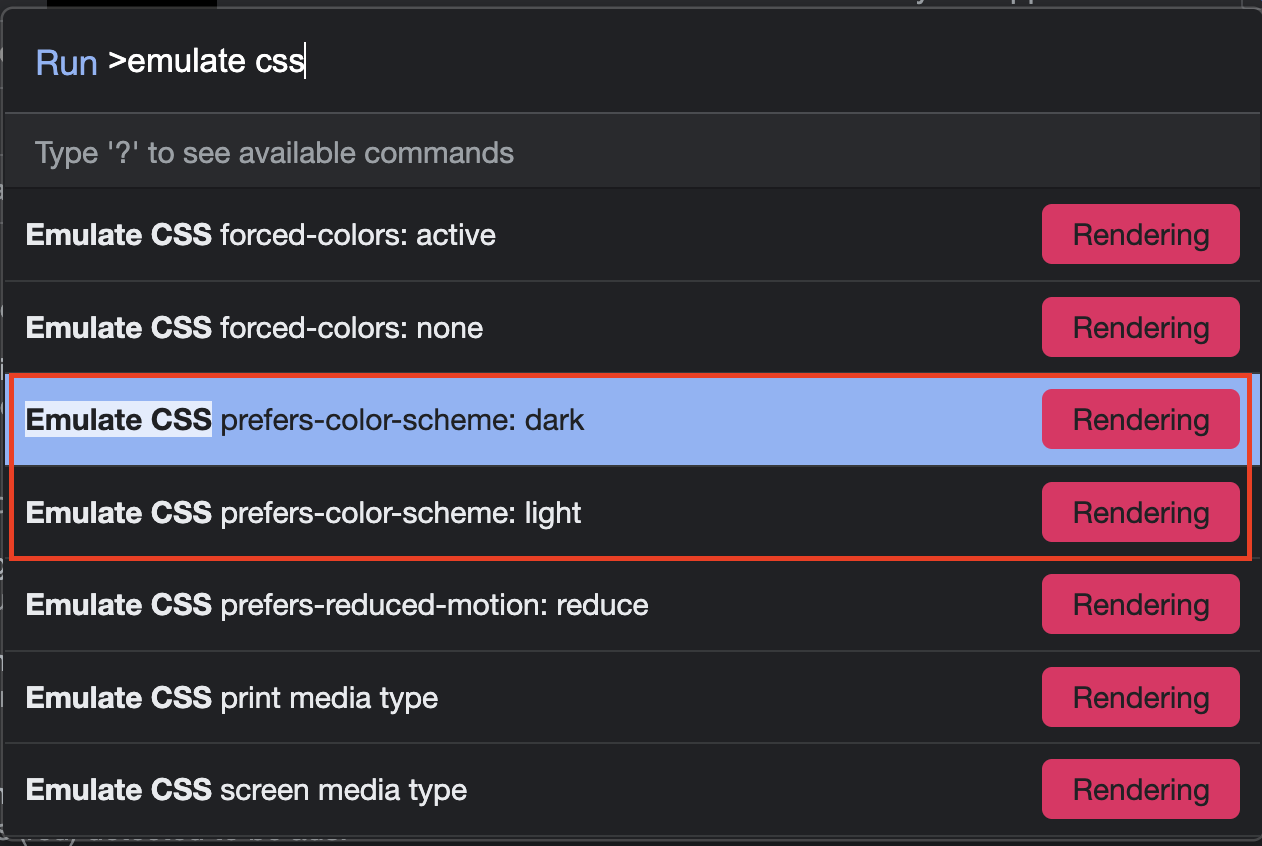 Run >emulate css
Type '?' to see available commands
Emulate CSS forced-colors: active Rendering
Emulate CSS forced-colors: none Rendering
Emulate CSS prefers-color-scheme: dark Rendering
Emulate CSS prefers-color-scheme: light Rendering
Emulate CSS prefers-reduced-motion: reduce Rendering
Emulate CSS print media type Rendering
Emulate CSS screen media type Rendering